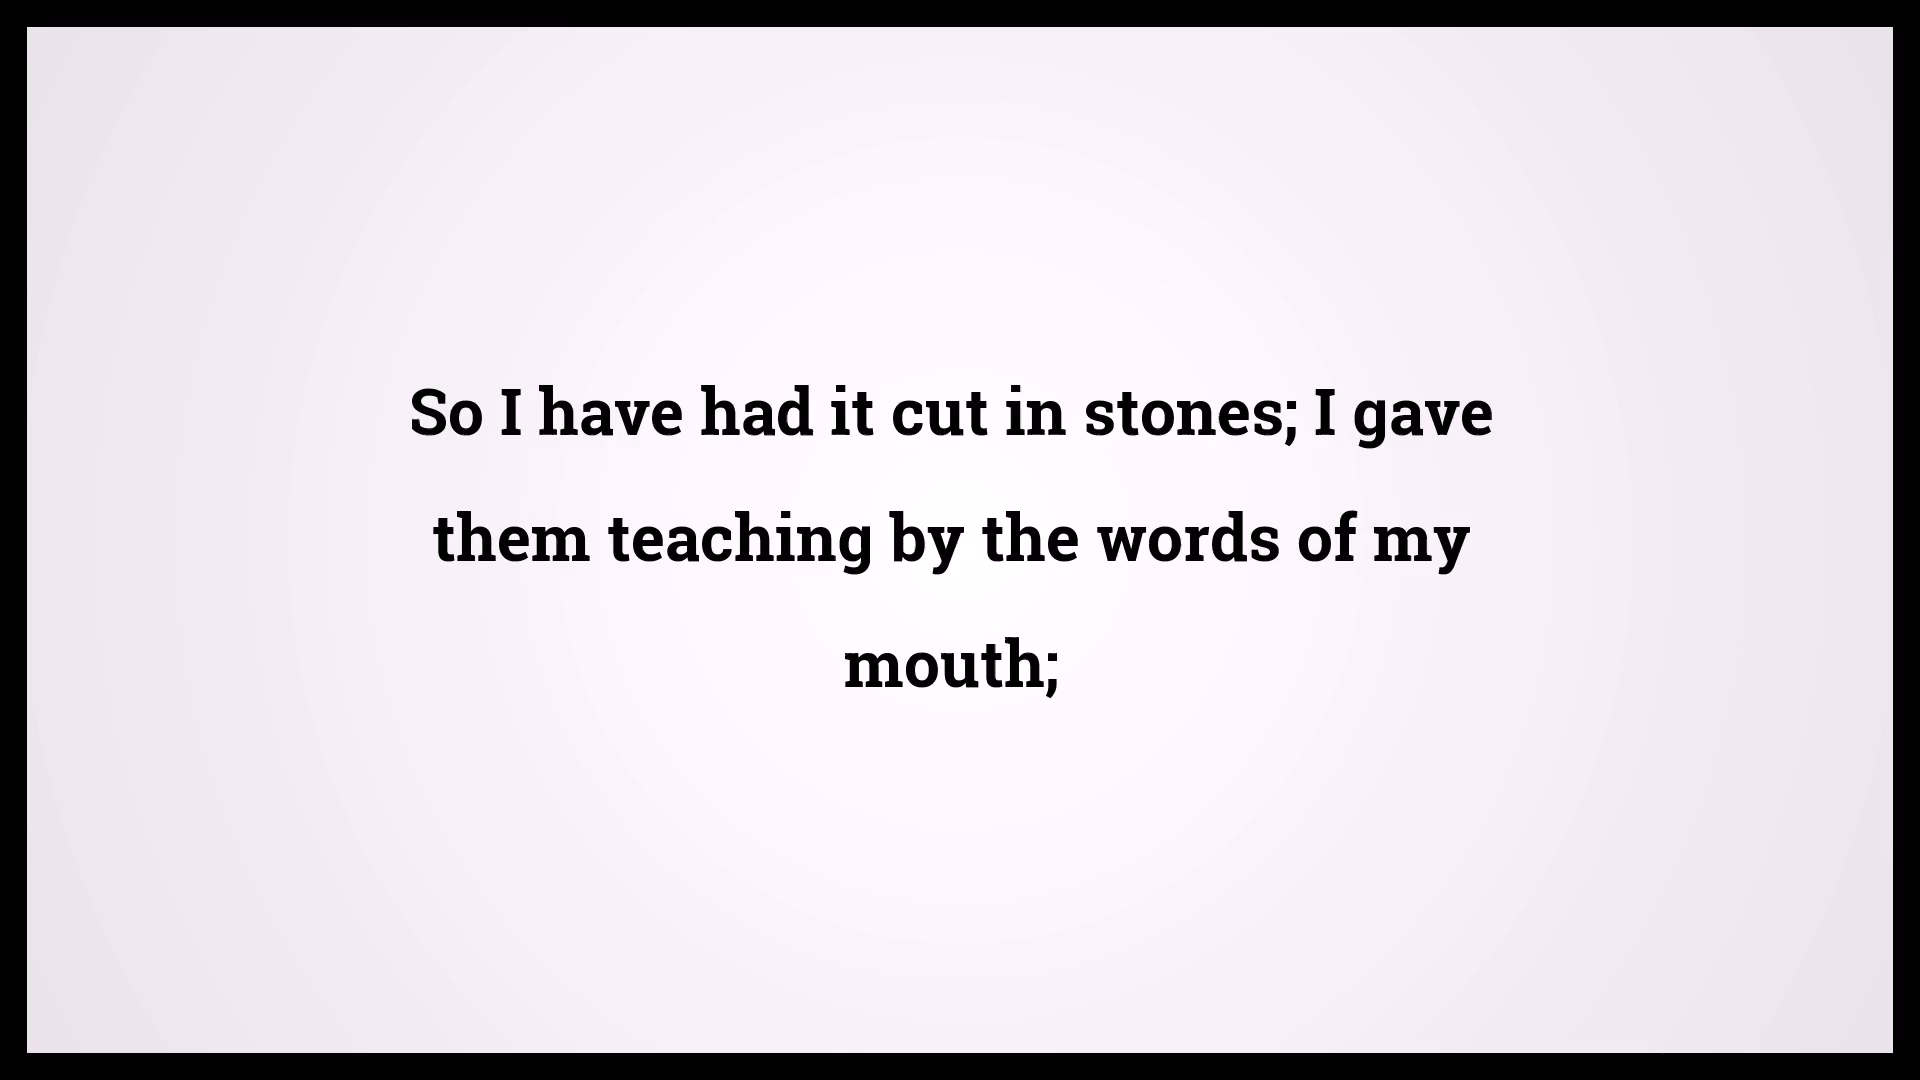 So I have had it cut in stones; I gave
them teaching by the words of my
mouth;